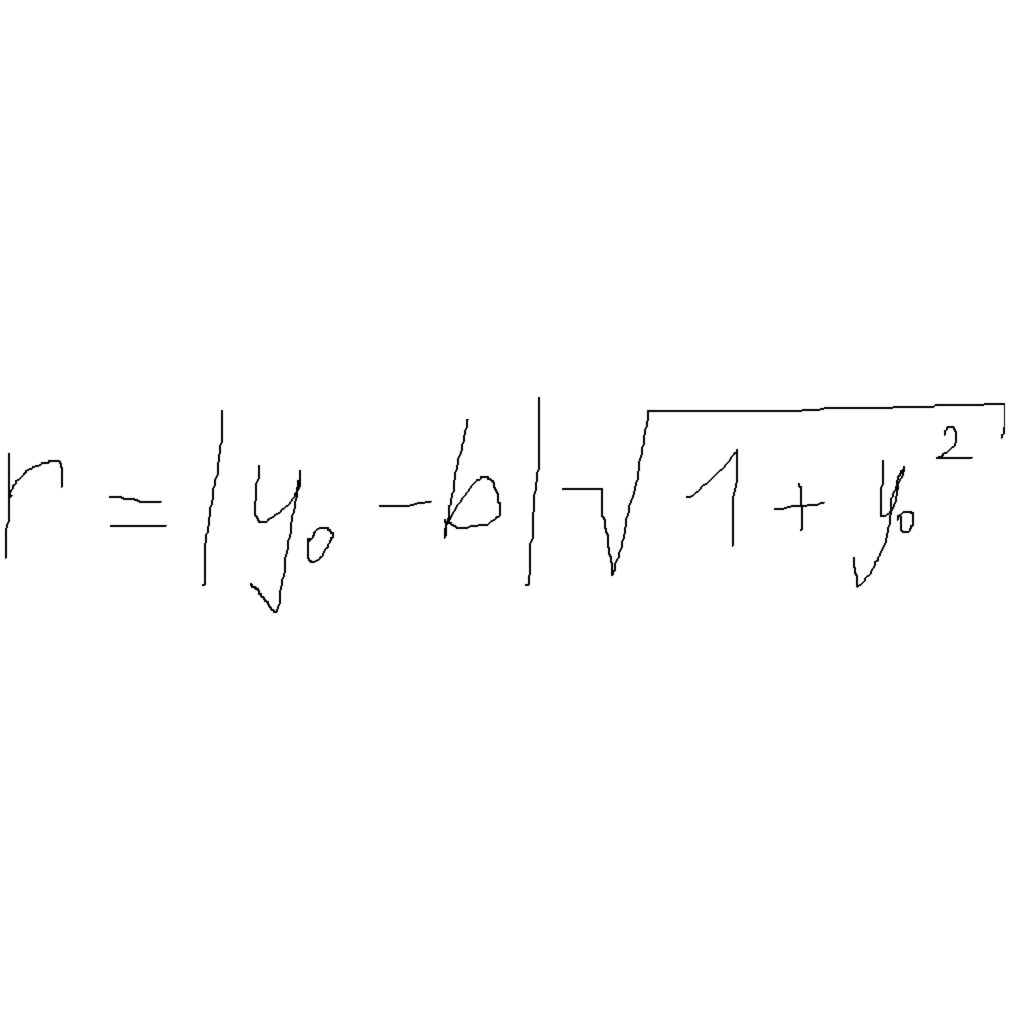 r = |y₀ - b| √(1 + y₀²)